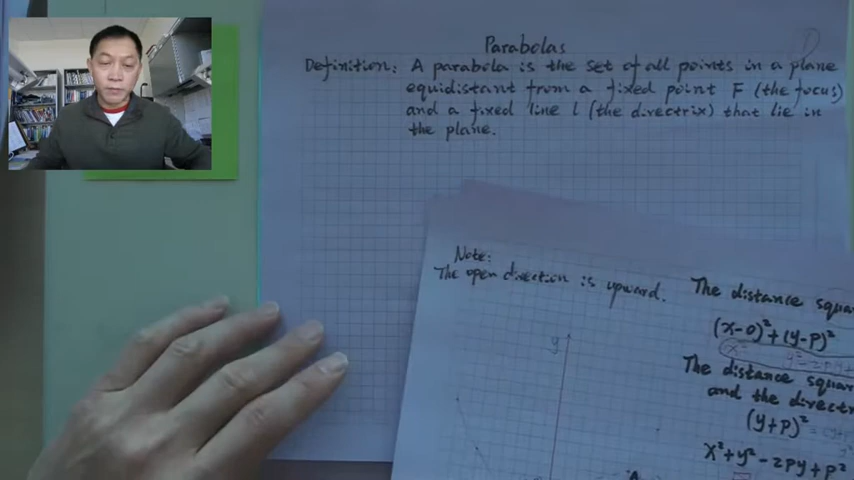 Parabolas
Definition: A parabola is the set of all points in a plane
equidistant from a fixed point F (the focus)
and a fixed line l (the directrix) that lie in
the plane.
Note:
The open direction is upward.
The distance squar
(x-0)²+(y-p)²
y
The distance squar
and the directr
(y+p)²
x²+y²-2py+p²